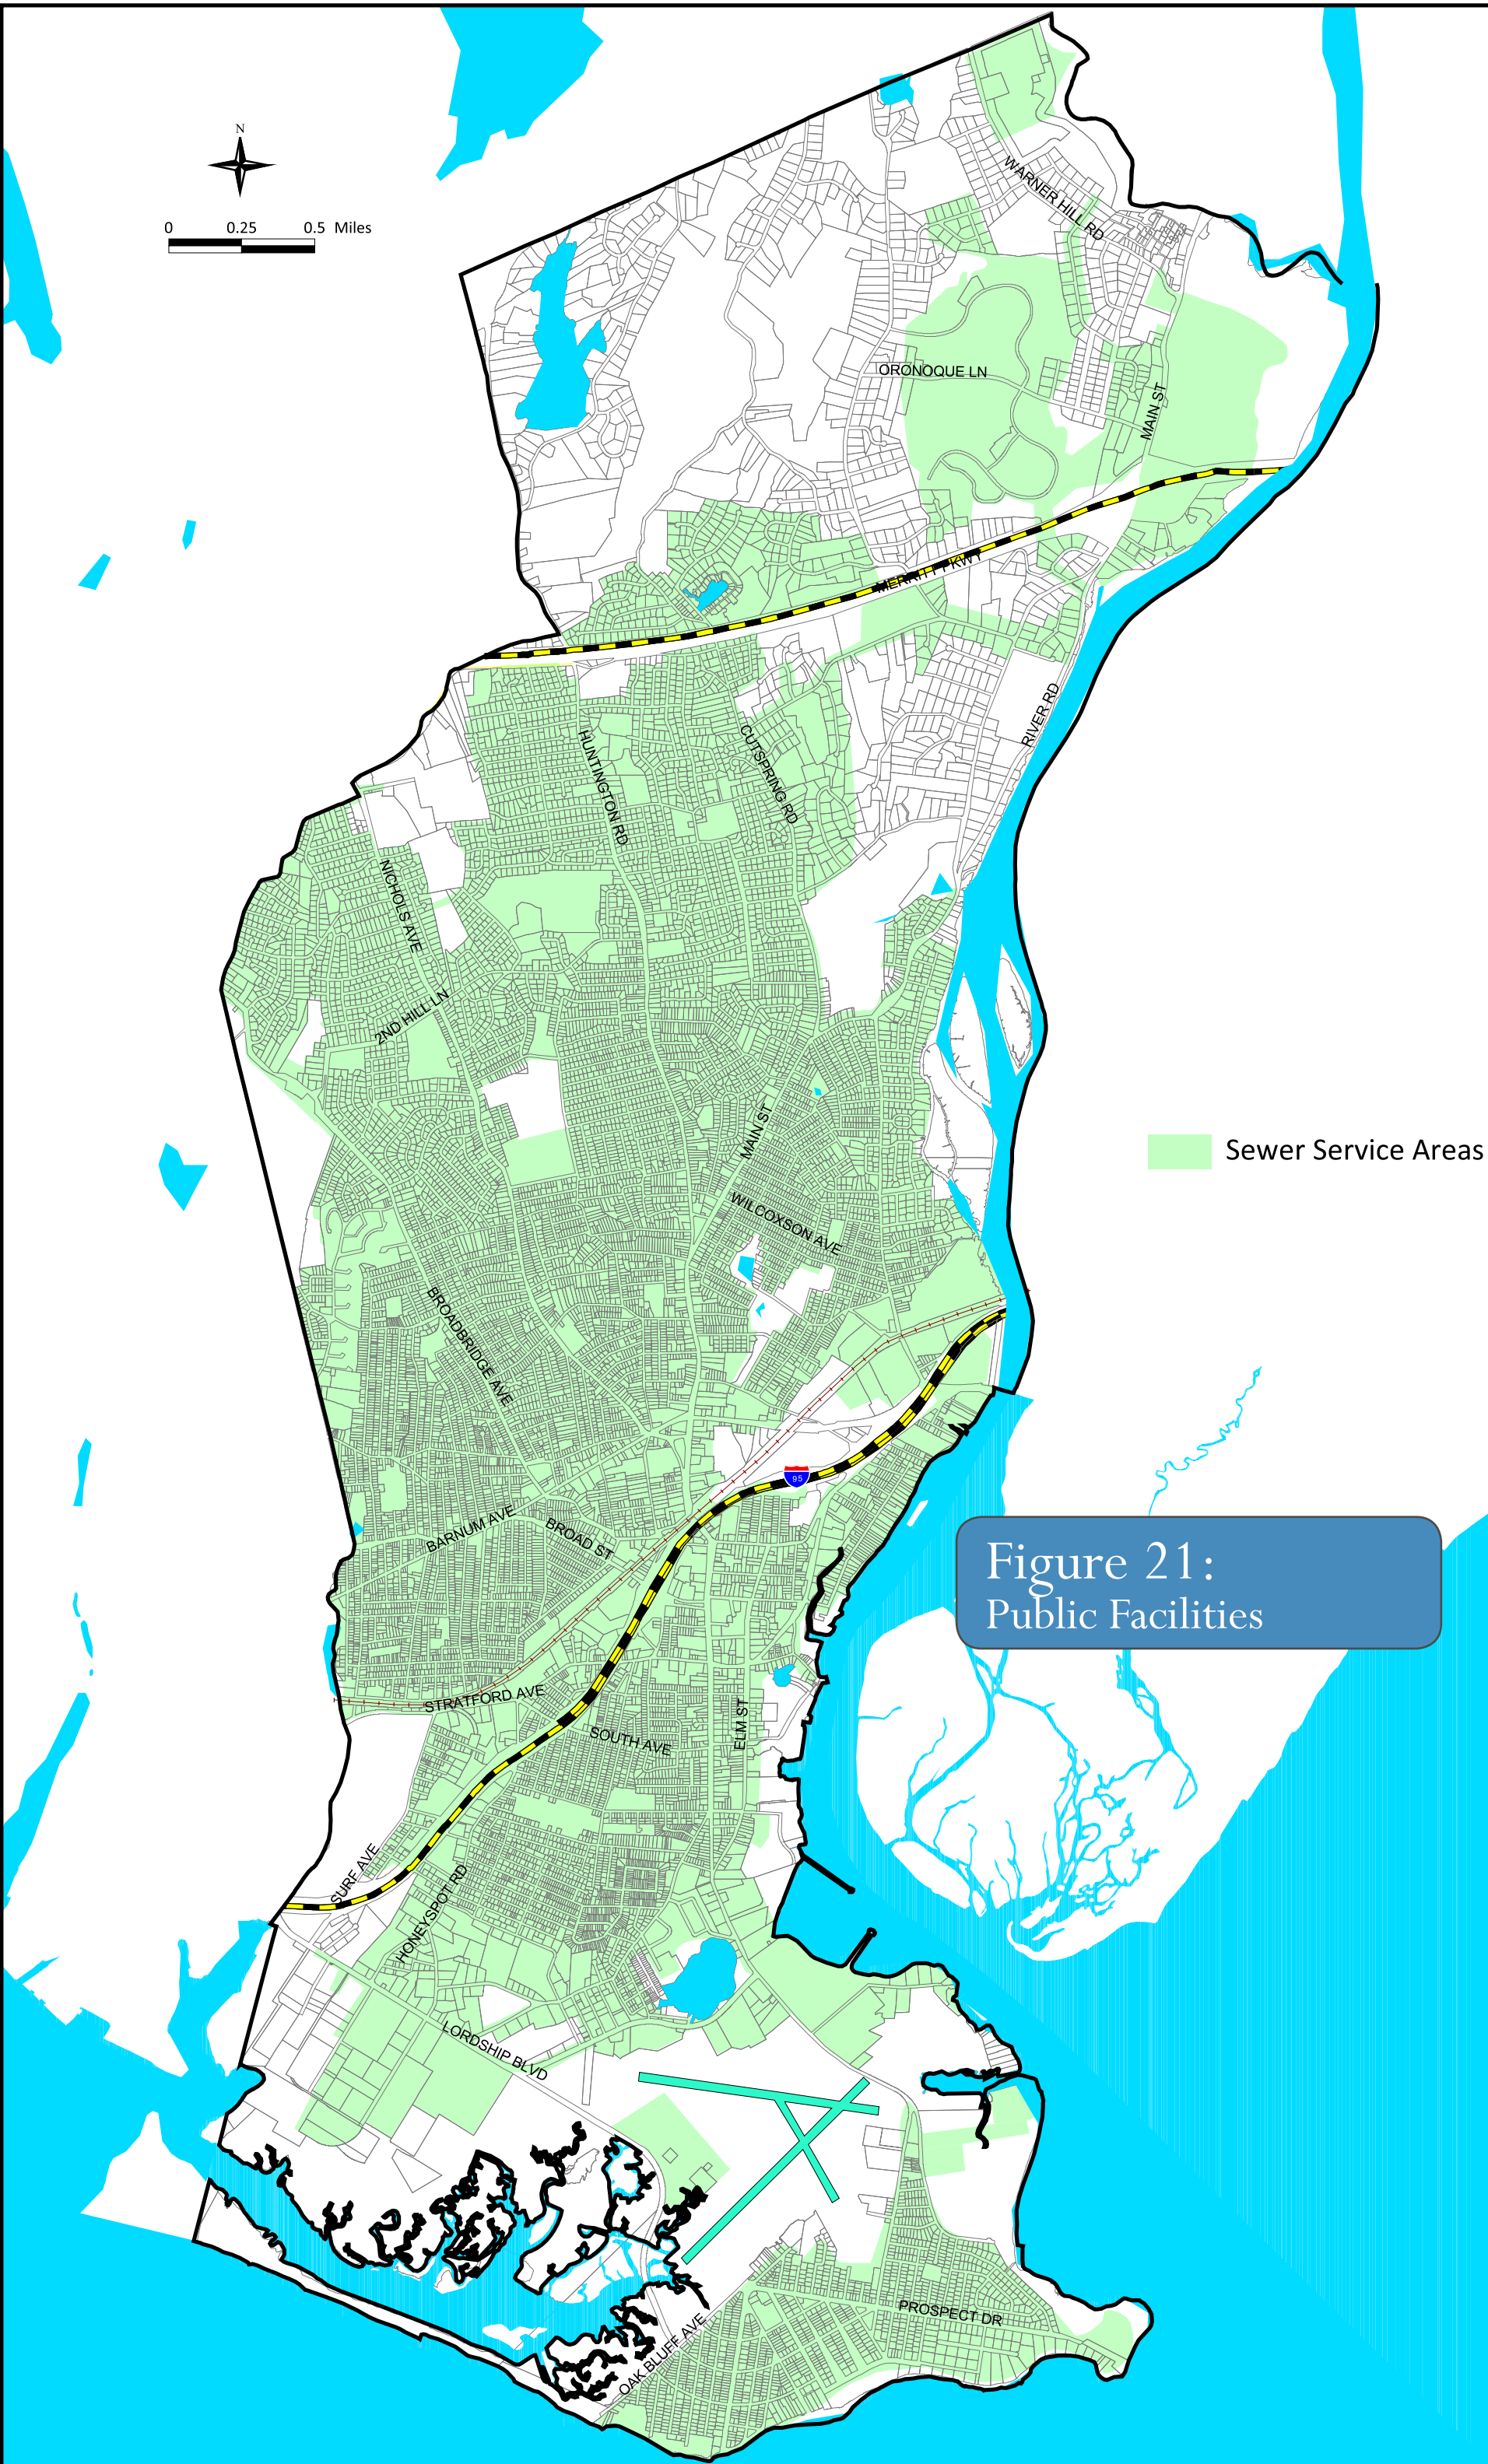 N
0 0.25 0.5 Miles
WARNER HILL RD
ORONOQUE LN
MAIN ST
MERRITT PKWY
RIVER RD
HUNTINGTON RD
CUTSPRING RD
NICHOLS AVE
2ND HILL LN
MAIN ST
Sewer Service Areas
WILCOXSON AVE
BROADBRIDGE AVE
95
BARNUM AVE
BROAD ST
Figure 21:
Public Facilities
STRATFORD AVE
SOUTH AVE
ELM ST
SURF AVE
HONEYSPOT RD
LORDSHIP BLVD
PROSPECT DR
OAK BLUFF AVE